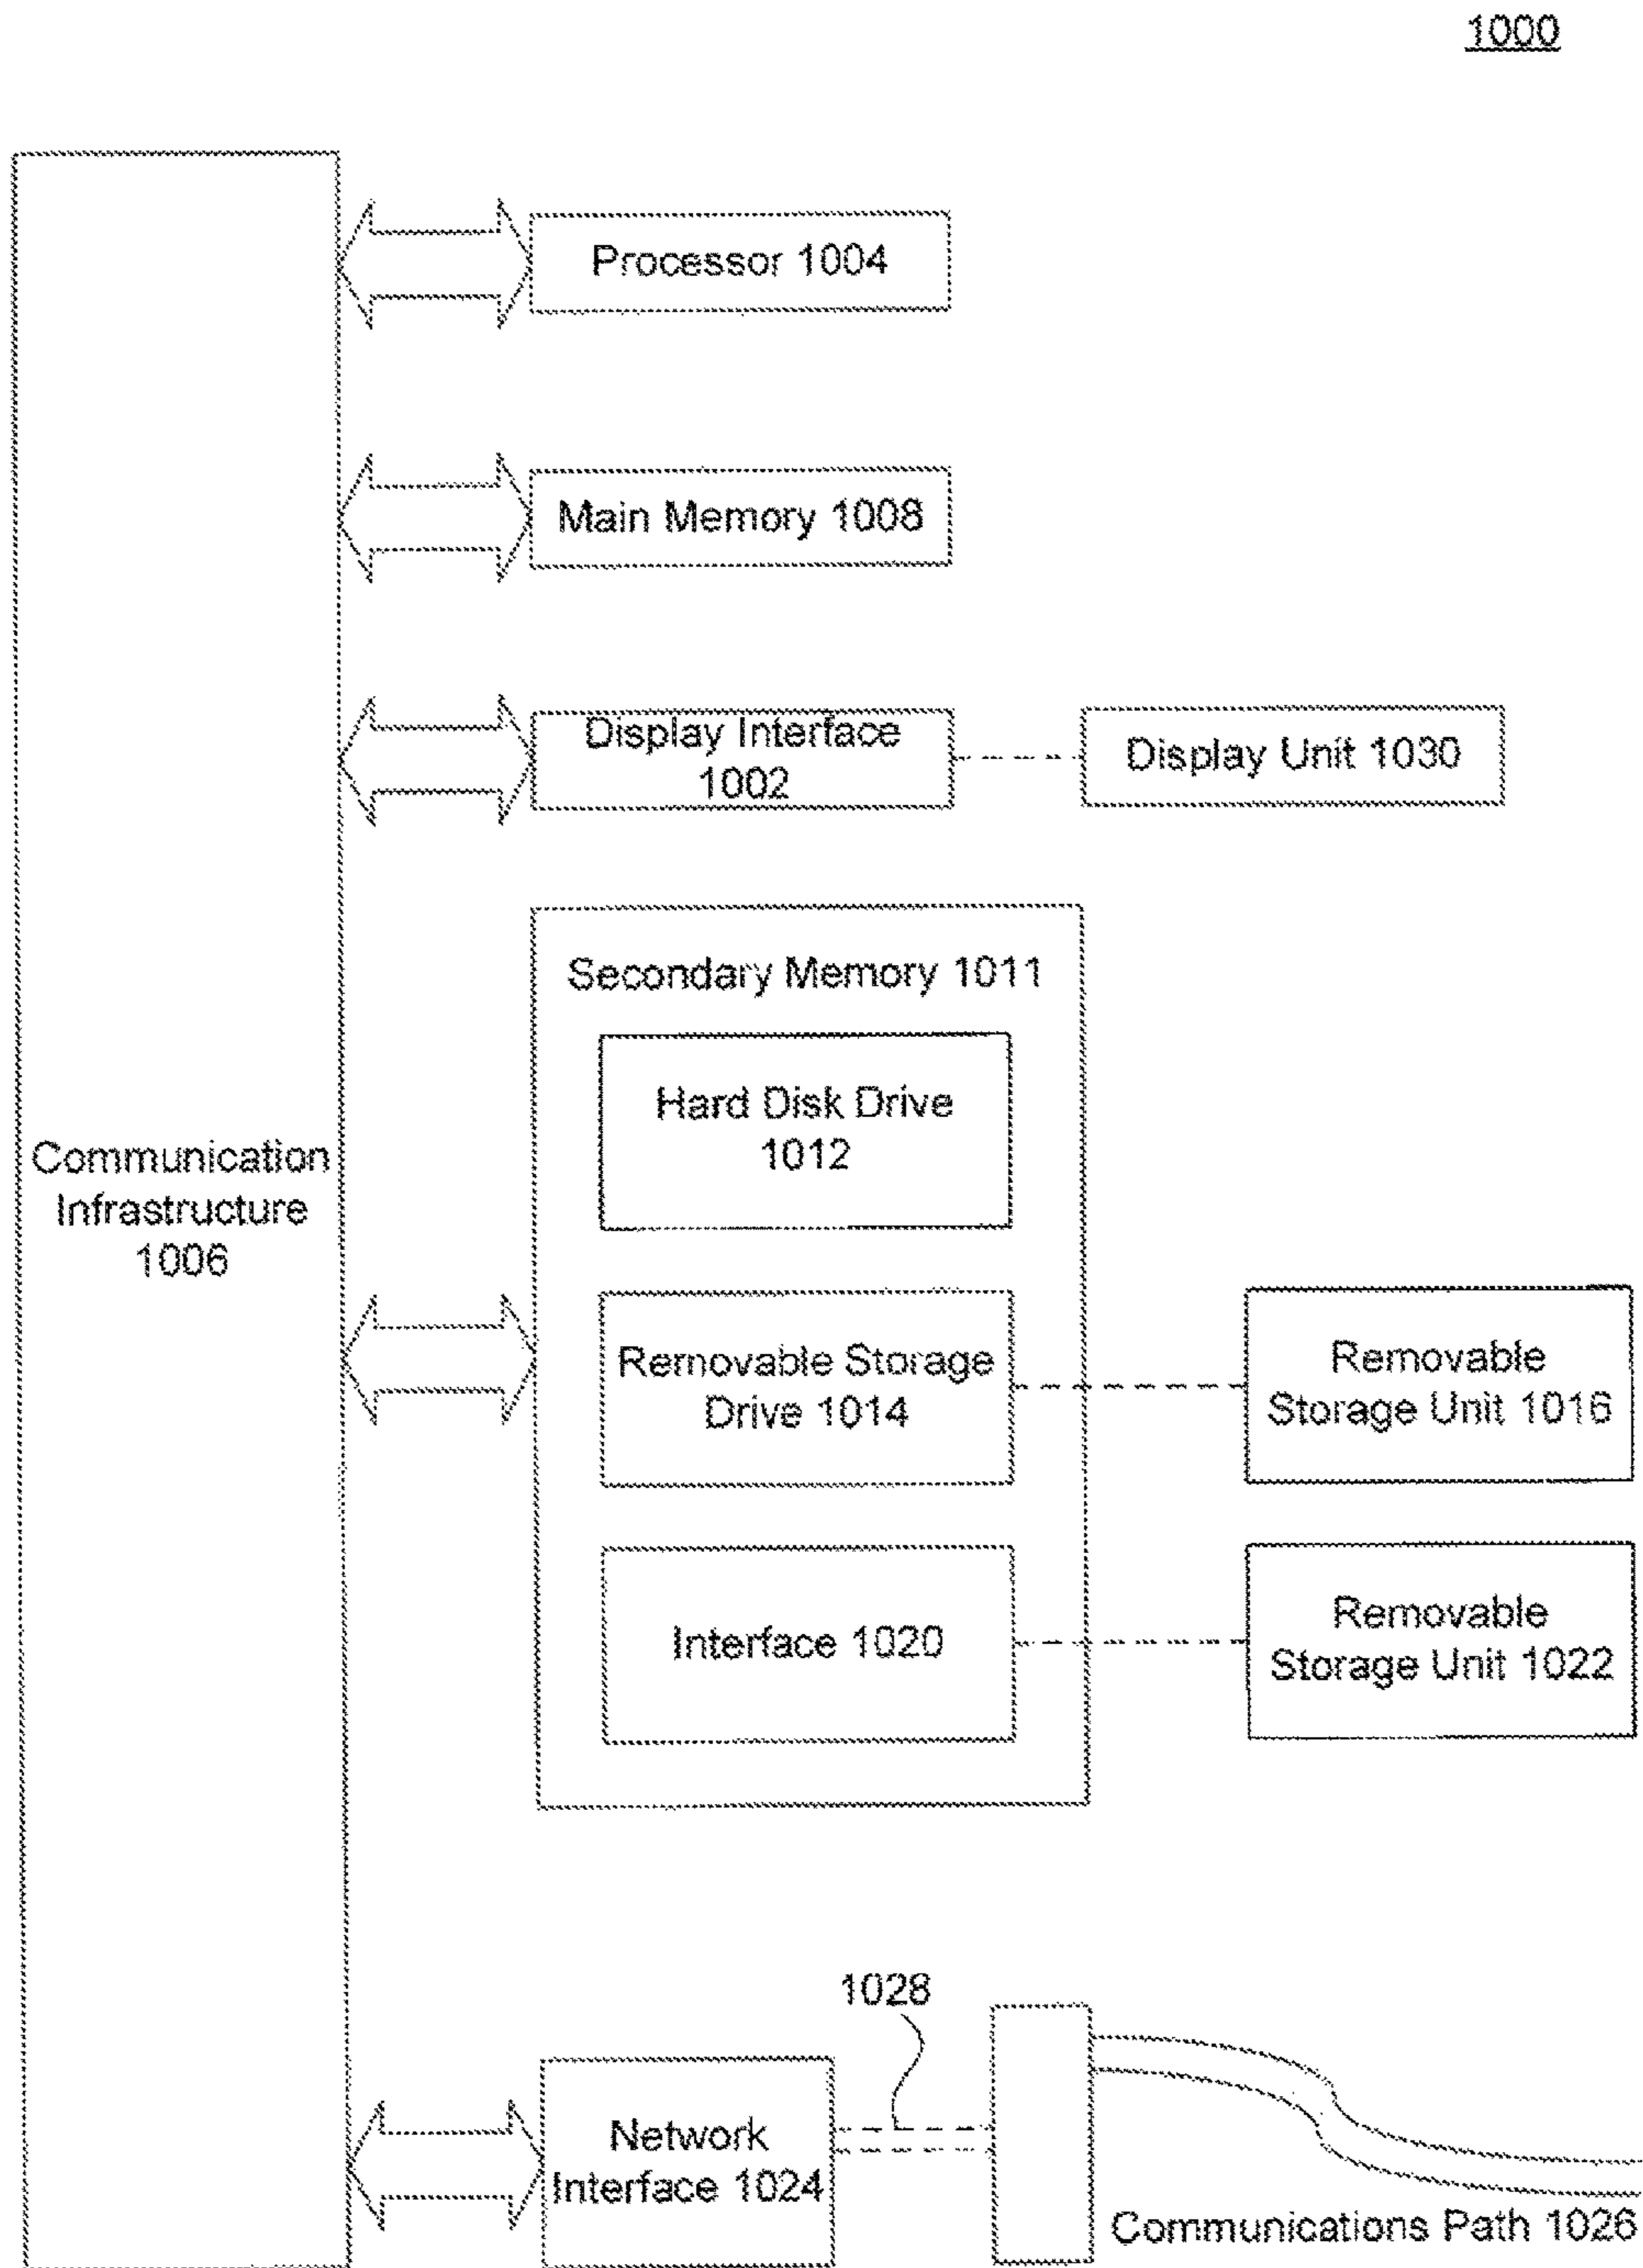 1000
Processor 1004
Main Memory 1008
Display Interface
1002
Display Unit 1030
Secondary Memory 1011
Hard Disk Drive
1012
Communication
Infrastructure
1006
Removable Storage
Drive 1014
Removable
Storage Unit 1016
Interface 1020
Removable
Storage Unit 1022
1028
Network
Interface 1024
Communications Path 1026